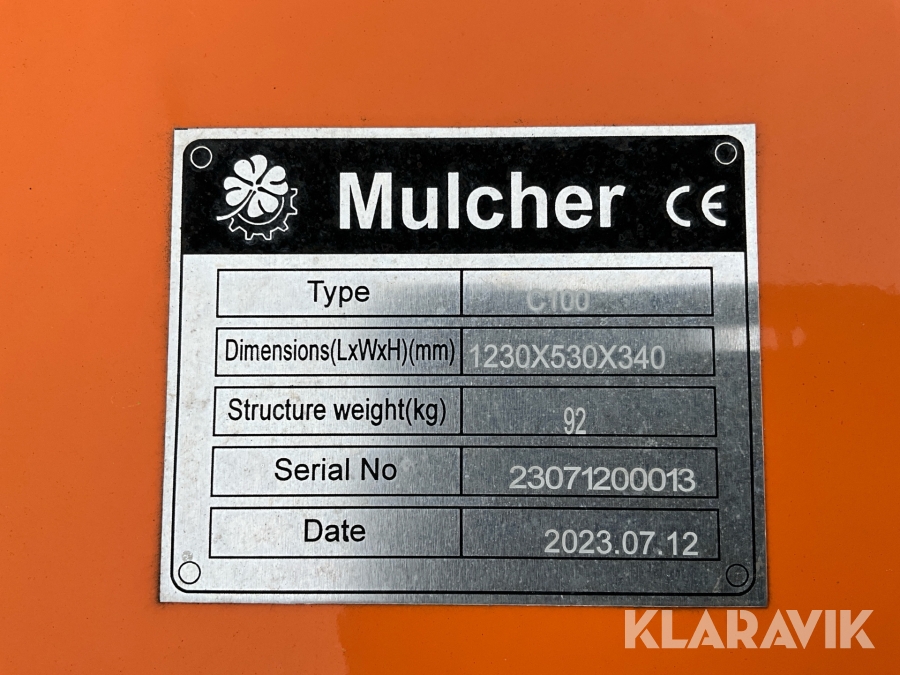 Mulcher CE
Type C100
Dimensions(LxWxH)(mm) 1230X530X340
Structure weight(kg) 92
Serial No 23071200013
Date 2023.07.12
KLARAVIK